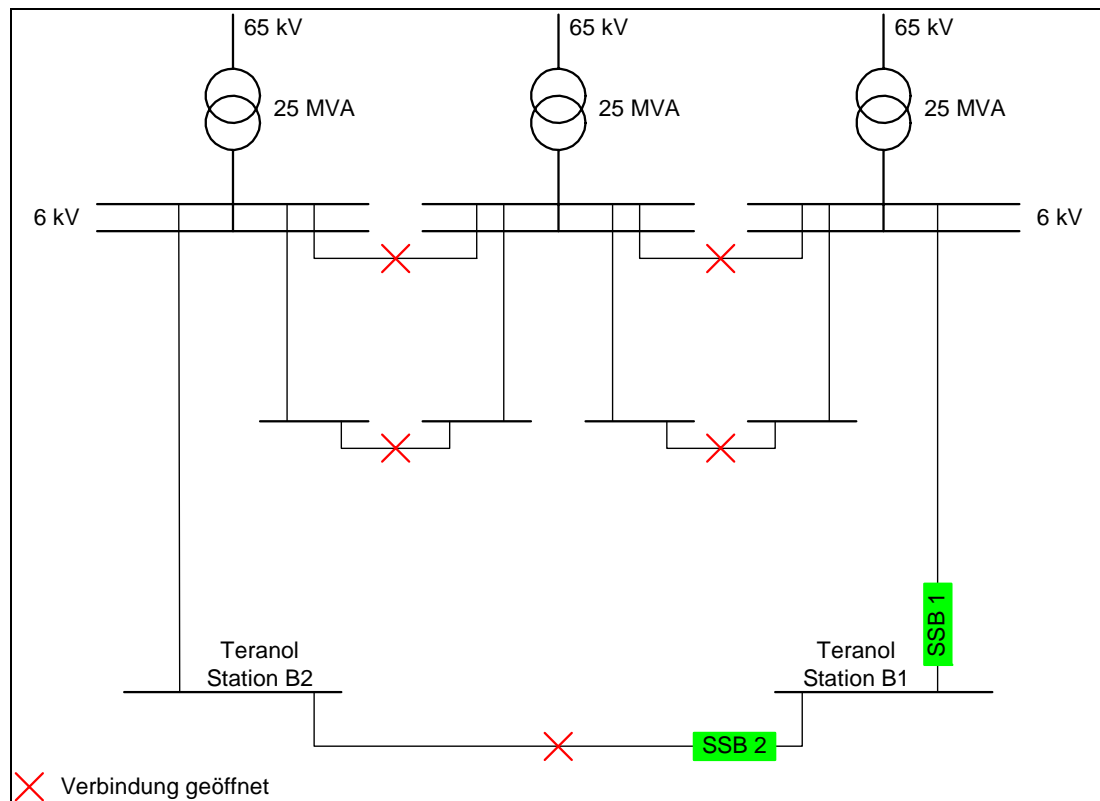 65 kV
65 kV
65 kV
25 MVA
25 MVA
25 MVA
6 kV
6 kV
SSB 1
Teranol
Station B2
Teranol
Station B1
SSB 2
Verbindung geöffnet